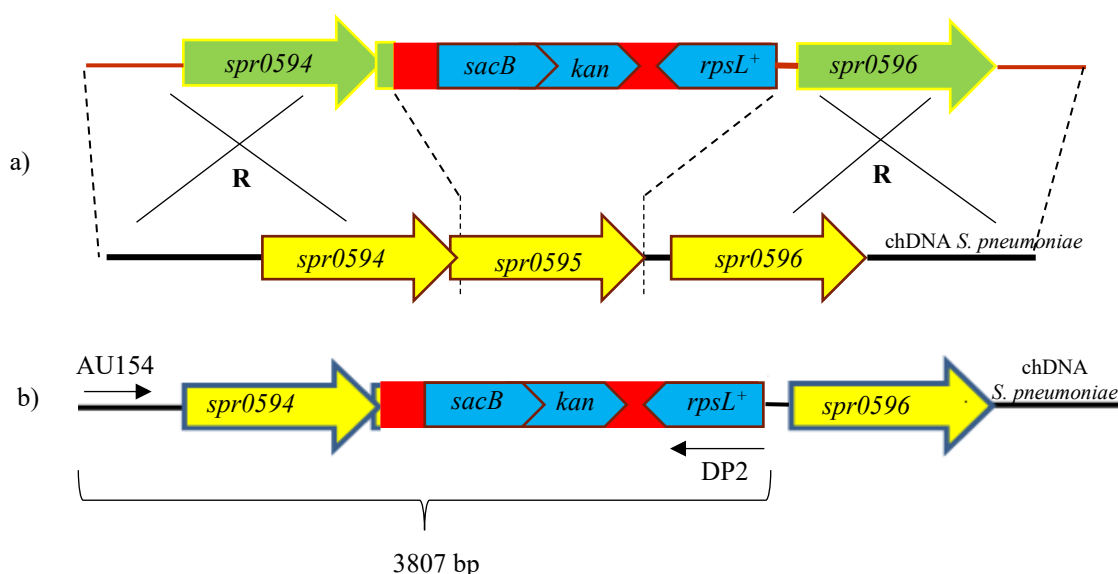 a)
spr0594 sacB kan rpsL+ spr0596
R R
spr0594 spr0595 spr0596 chDNA S. pneumoniae
b)
AU154
chDNA
S. pneumoniae
spr0594 sacB kan rpsL+ spr0596
DP2
3807 bp